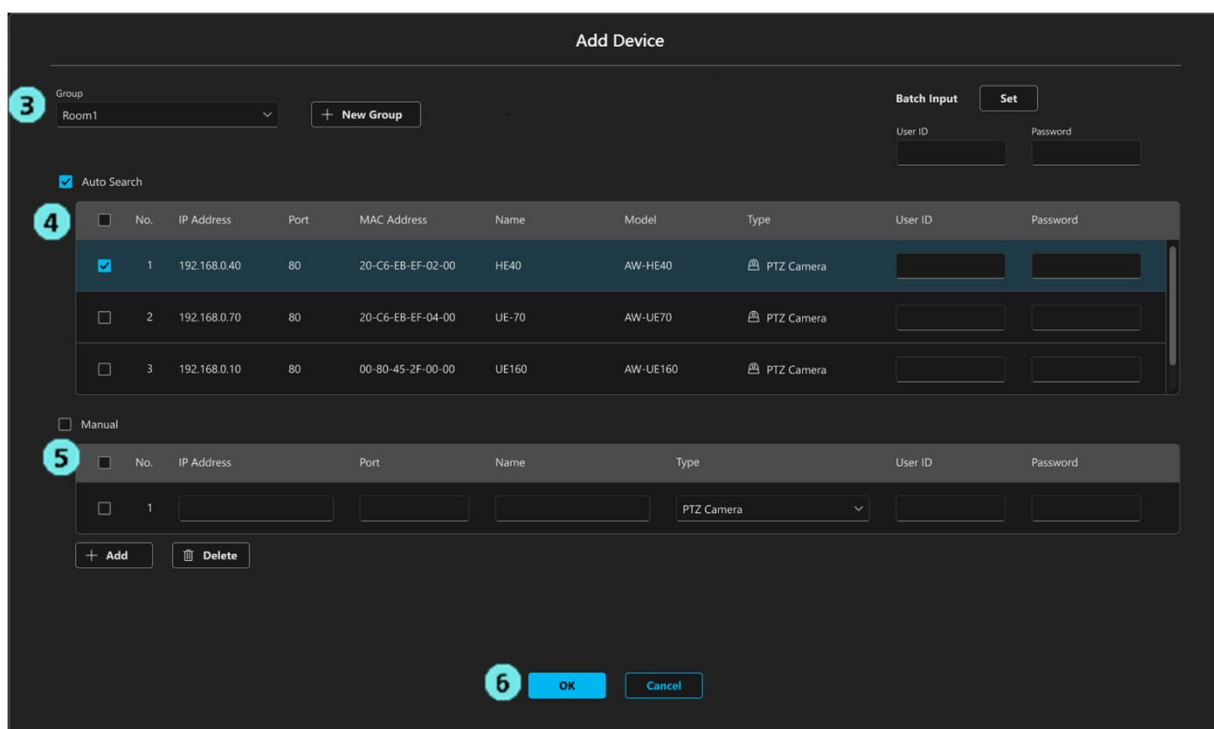 Add Device
3
Group
Room1
+ New Group
Batch Input Set
User ID Password
Auto Search
4
No. IP Address Port MAC Address Name Model Type User ID Password
1 192.168.0.40 80 20-C6-EB-EF-02-00 HE40 AW-HE40 PTZ Camera
2 192.168.0.70 80 20-C6-EB-EF-04-00 UE-70 AW-UE70 PTZ Camera
3 192.168.0.10 80 00-80-45-2F-00-00 UE160 AW-UE160 PTZ Camera
Manual
5
No. IP Address Port Name Type User ID Password
1 PTZ Camera
+ Add Delete
6
OK Cancel